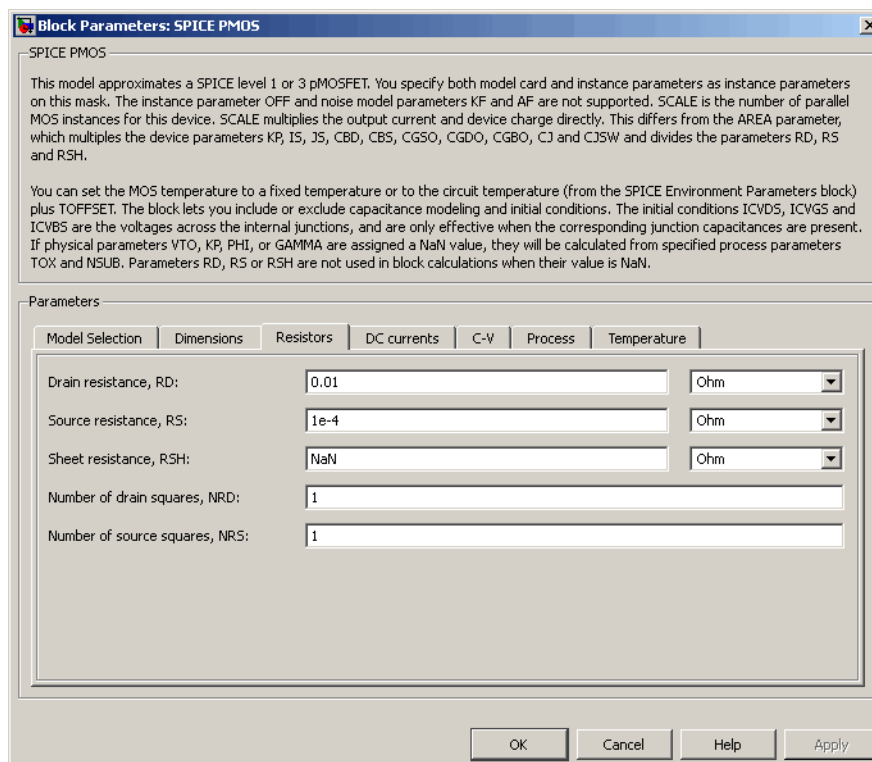 Block Parameters: SPICE PMOS
SPICE PMOS
This model approximates a SPICE level 1 or 3 pMOSFET. You specify both model card and instance parameters as instance parameters
on this mask. The instance parameter OFF and noise model parameters KF and AF are not supported. SCALE is the number of parallel
MOS instances for this device. SCALE multiplies the output current and device charge directly. This differs from the AREA parameter,
which multiples the device parameters KP, IS, JS, CBD, CBS, CGSO, CGDO, CGBO, CJ and CJSW and divides the parameters RD, RS
and RSH.
You can set the MOS temperature to a fixed temperature or to the circuit temperature (from the SPICE Environment Parameters block)
plus TOFFSET. The block lets you include or exclude capacitance modeling and initial conditions. The initial conditions ICVDS, ICVGS and
ICVBS are the voltages across the internal junctions, and are only effective when the corresponding junction capacitances are present.
If physical parameters VTO, KP, PHI, or GAMMA are assigned a NaN value, they will be calculated from specified process parameters
TOX and NSUB. Parameters RD, RS or RSH are not used in block calculations when their value is NaN.
Parameters
Model Selection Dimensions Resistors DC currents C-V Process Temperature
Drain resistance, RD: 0.01 Ohm
Source resistance, RS: 1e-4 Ohm
Sheet resistance, RSH: NaN Ohm
Number of drain squares, NRD: 1
Number of source squares, NRS: 1
OK Cancel Help Apply